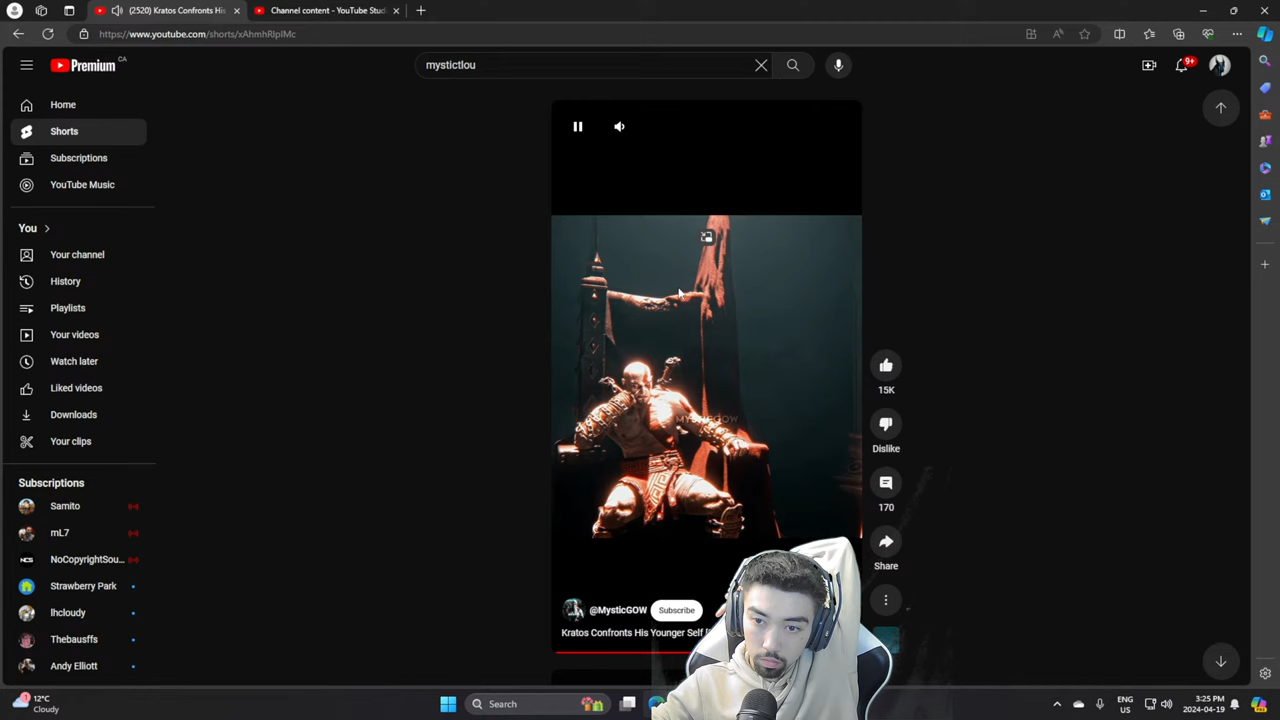 (2520) Kratos Confronts His
Channel content - YouTube Stud
https://www.youtube.com/shorts/xAhmhRlpIMc
Premium
CA
mystictlou
9+
Home
Shorts
Subscriptions
YouTube Music
You
Your channel
History
Playlists
Your videos
Watch later
Liked videos
Downloads
Your clips
Subscriptions
Samito
mL7
NoCopyrightSou...
Strawberry Park
lhcloudy
Thebausffs
Andy Elliott
MYSTICGOW
15K
Dislike
170
Share
@MysticGOW
Subscribe
Kratos Confronts His Younger Self
1
12°C
Cloudy
Search
ENG
US
3:25 PM
2024-04-19